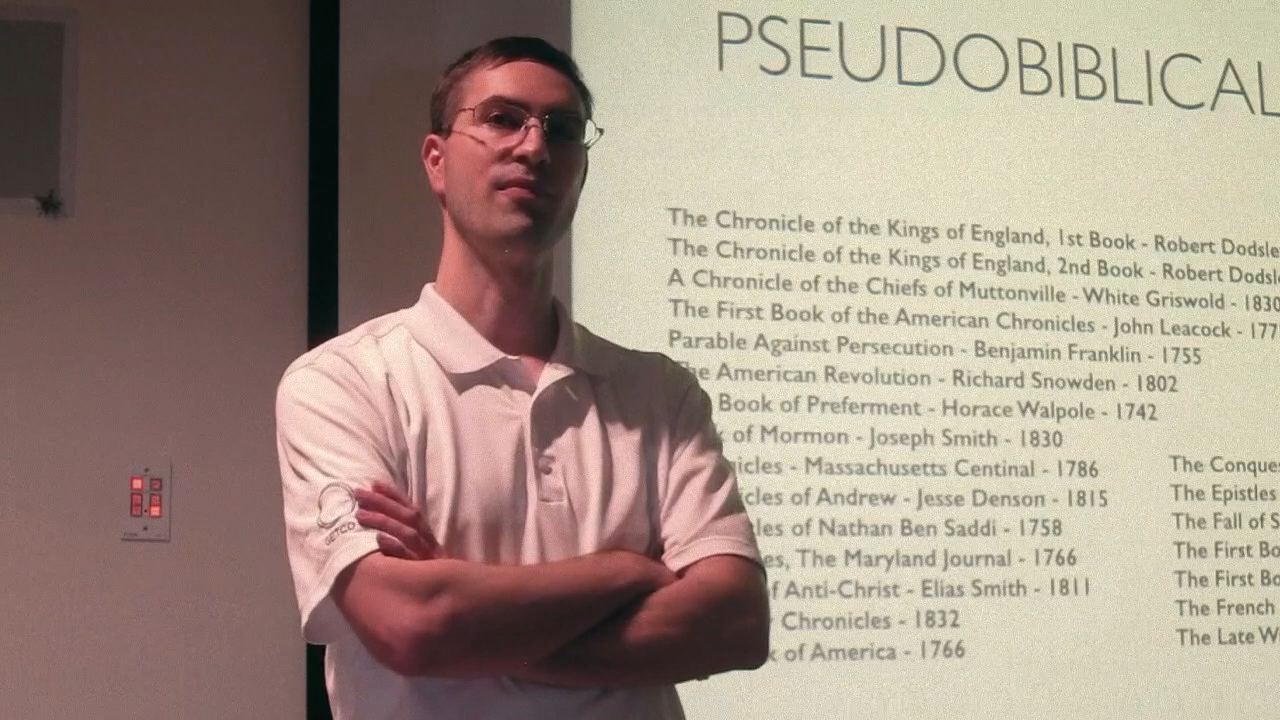 PSEUDOBIBLICAL
The Chronicle of the Kings of England, 1st Book - Robert Dodsle
The Chronicle of the Kings of England, 2nd Book - Robert Dodsl
A Chronicle of the Chiefs of Muttonville - White Griswold - 1830
The First Book of the American Chronicles - John Leacock - 177
Parable Against Persecution - Benjamin Franklin - 1755
he American Revolution - Richard Snowden - 1802
Book of Preferment - Horace Walpole - 1742
of Mormon - Joseph Smith - 1830
icles - Massachusetts Centinal - 1786
cles of Andrew - Jesse Denson - 1815
les of Nathan Ben Saddi - 1758
es, The Maryland Journal - 1766
f Anti-Christ - Elias Smith - 1811
Chronicles - 1832
k of America - 1766
The Conque
The Epistles
The Fall of S
The First Bo
The First Bo
The French
The Late W
GETCO